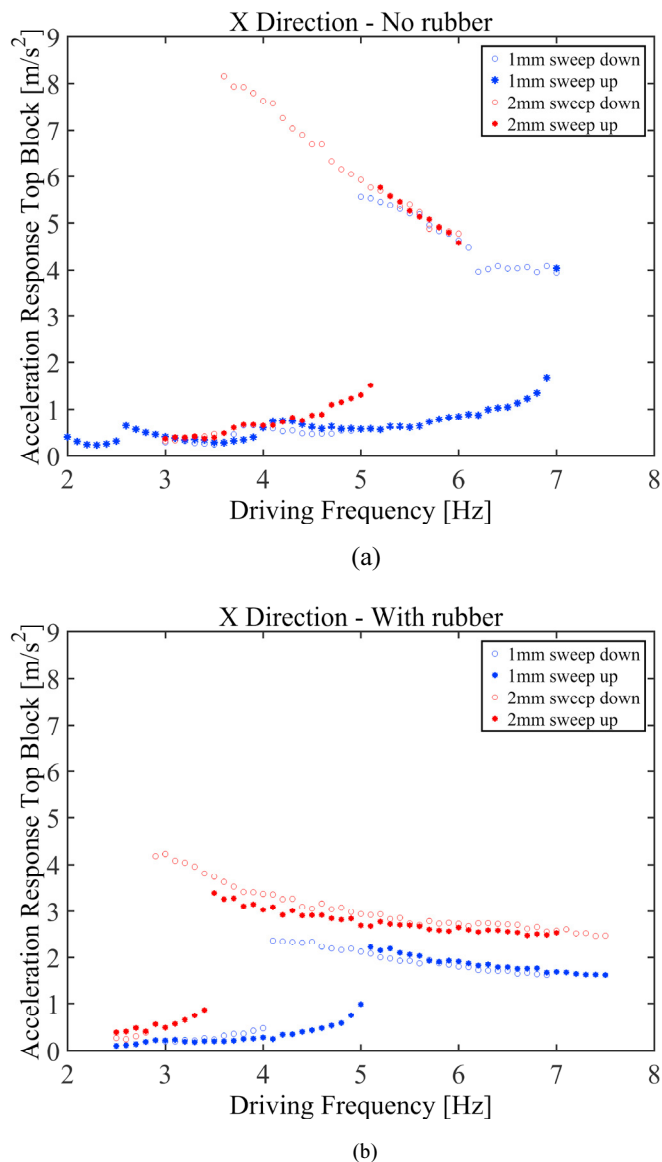 X Direction - No rubber
Acceleration Response Top Block [m/s²]
9
8
7
6
5
4
3
2
1
0
1mm sweep down
1mm sweep up
2mm swccp down
2mm sweep up
2 3 4 5 6 7 8
Driving Frequency [Hz]
(a)
X Direction - With rubber
Acceleration Response Top Block [m/s²]
9
8
7
6
5
4
3
2
1
0
1mm sweep down
1mm sweep up
2mm swccp down
2mm sweep up
2 3 4 5 6 7 8
Driving Frequency [Hz]
(b)